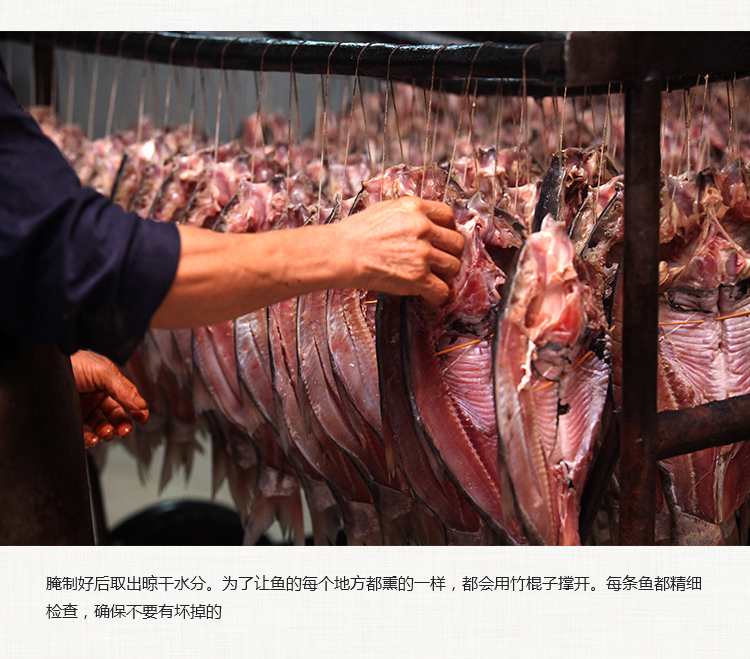 腌制好后取出晾干水分。为了让鱼的每个地方都熏的一样，都会用竹棍子撑开。每条鱼都精细
检查，确保不要有坏掉的